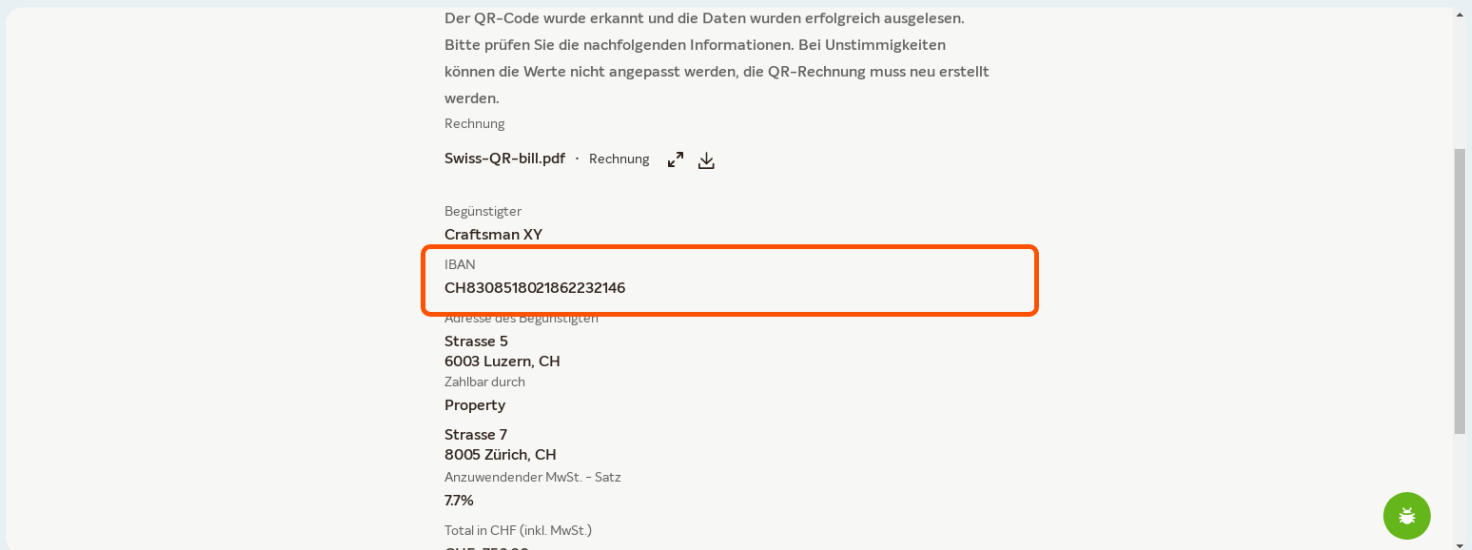 Der QR-Code wurde erkannt und die Daten wurden erfolgreich ausgelesen.
Bitte prüfen Sie die nachfolgenden Informationen. Bei Unstimmigkeiten
können die Werte nicht angepasst werden, die QR-Rechnung muss neu erstellt
werden.
Rechnung
Swiss-QR-bill.pdf · Rechnung
Begünstigter
Craftsman XY
IBAN
CH8308518021862232146
Adresse des Begünstigten
Strasse 5
6003 Luzern, CH
Zahlbar durch
Property
Strasse 7
8005 Zürich, CH
Anzuwendender MwSt. - Satz
7.7%
Total in CHF (inkl. MwSt.)